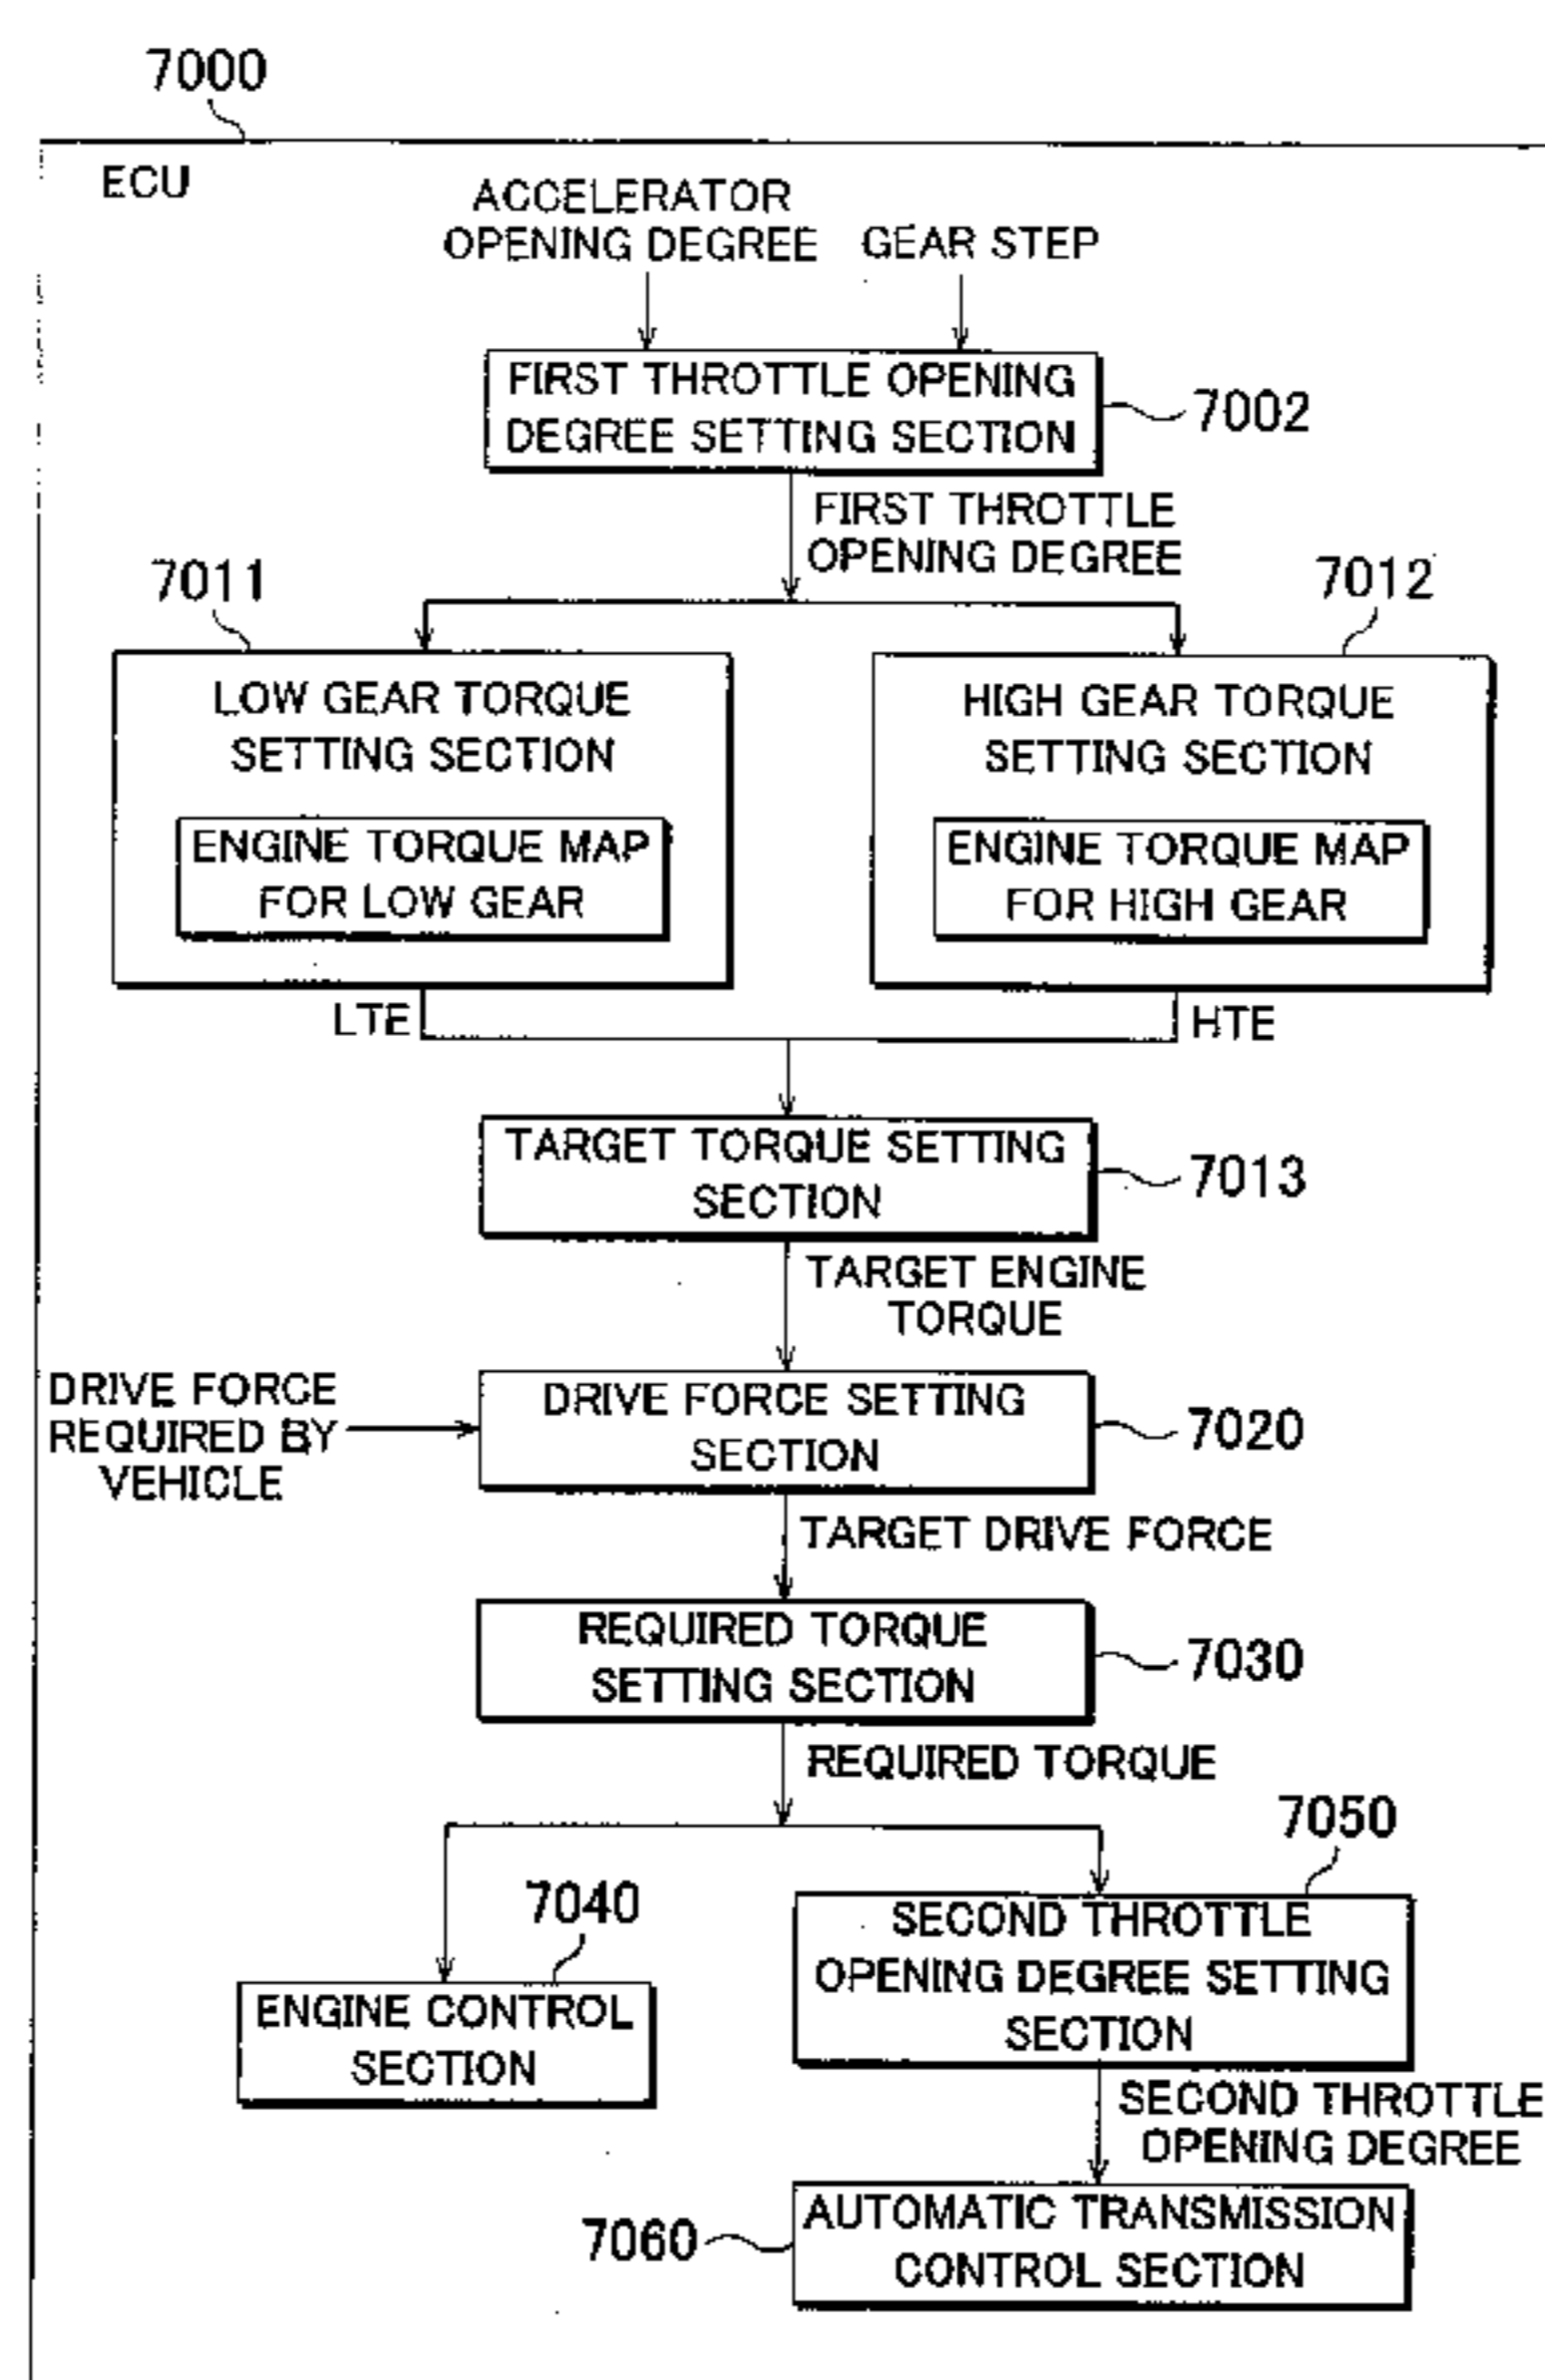 7000
ECU
ACCELERATOR
OPENING DEGREE
GEAR STEP
FIRST THROTTLE OPENING
DEGREE SETTING SECTION
7002
FIRST THROTTLE
OPENING DEGREE
7011
7012
LOW GEAR TORQUE
SETTING SECTION
ENGINE TORQUE MAP
FOR LOW GEAR
HIGH GEAR TORQUE
SETTING SECTION
ENGINE TORQUE MAP
FOR HIGH GEAR
LTE
HTE
TARGET TORQUE SETTING
SECTION
7013
TARGET ENGINE
TORQUE
DRIVE FORCE
REQUIRED BY
VEHICLE
DRIVE FORCE SETTING
SECTION
7020
TARGET DRIVE FORCE
REQUIRED TORQUE
SETTING SECTION
7030
REQUIRED TORQUE
7050
7040
SECOND THROTTLE
OPENING DEGREE SETTING
SECTION
ENGINE CONTROL
SECTION
SECOND THROTTLE
OPENING DEGREE
7060
AUTOMATIC TRANSMISSION
CONTROL SECTION